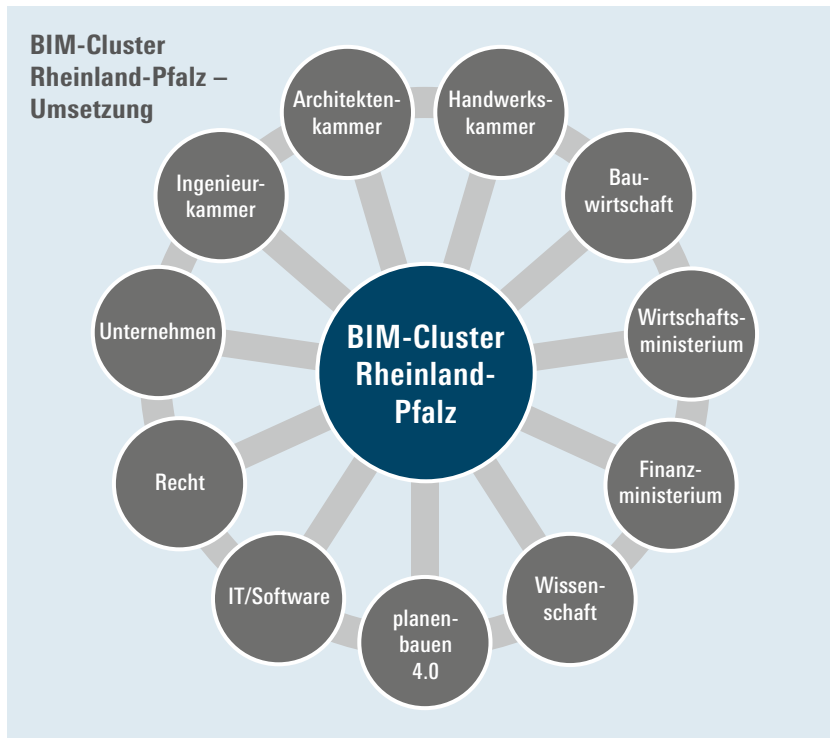 BIM-Cluster
Rheinland-Pfalz –
Umsetzung
Architekten-
kammer
Handwerks-
kammer
Bau-
wirtschaft
Wirtschafts-
ministerium
Finanz-
ministerium
Wissen-
schaft
planen-
bauen
4.0
IT/Software
Recht
Unternehmen
Ingenieur-
kammer
BIM-Cluster
Rheinland-
Pfalz